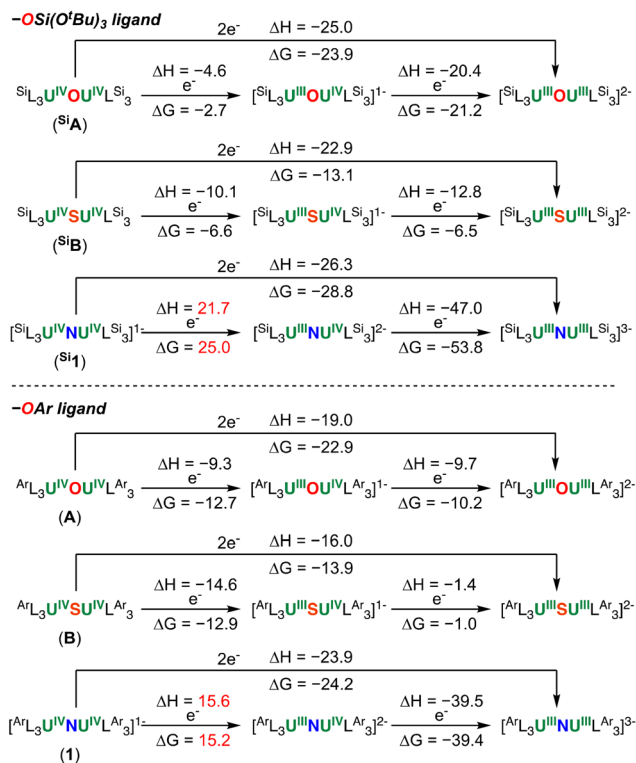 −OSi(OᵗBu)₃ ligand
2e⁻ ΔH = −25.0
ΔG = −23.9
ΔH = −4.6 ΔH = −20.4
e⁻ e⁻
ˢⁱL₃UᴵⱽOUᴵⱽLˢⁱ₃ [ˢⁱL₃UᴵᴵᴵOUᴵⱽLˢⁱ₃]¹⁻ [ˢⁱL₃UᴵᴵᴵOUᴵᴵᴵLˢⁱ₃]²⁻
ΔG = −2.7 ΔG = −21.2
(ˢⁱA)
2e⁻ ΔH = −22.9
ΔG = −13.1
ΔH = −10.1 ΔH = −12.8
e⁻ e⁻
ˢⁱL₃UᴵⱽSUᴵⱽLˢⁱ₃ [ˢⁱL₃UᴵᴵᴵSUᴵⱽLˢⁱ₃]¹⁻ [ˢⁱL₃UᴵᴵᴵSUᴵᴵᴵLˢⁱ₃]²⁻
ΔG = −6.6 ΔG = −6.5
(ˢⁱB)
2e⁻ ΔH = −26.3
ΔG = −28.8
ΔH = 21.7 ΔH = −47.0
e⁻ e⁻
[ˢⁱL₃UᴵⱽNUᴵⱽLˢⁱ₃]¹⁻ [ˢⁱL₃UᴵᴵᴵNUᴵⱽLˢⁱ₃]²⁻ [ˢⁱL₃UᴵᴵᴵNUᴵᴵᴵLˢⁱ₃]³⁻
ΔG = 25.0 ΔG = −53.8
(ˢⁱ1)
−OAr ligand
2e⁻ ΔH = −19.0
ΔG = −22.9
ΔH = −9.3 ΔH = −9.7
e⁻ e⁻
ᴬʳL₃UᴵⱽOUᴵⱽLᴬʳ₃ [ᴬʳL₃UᴵᴵᴵOUᴵⱽLᴬʳ₃]¹⁻ [ᴬʳL₃UᴵᴵᴵOUᴵᴵᴵLᴬʳ₃]²⁻
ΔG = −12.7 ΔG = −10.2
(A)
2e⁻ ΔH = −16.0
ΔG = −13.9
ΔH = −14.6 ΔH = −1.4
e⁻ e⁻
ᴬʳL₃UᴵⱽSUᴵⱽLᴬʳ₃ [ᴬʳL₃UᴵᴵᴵSUᴵⱽLᴬʳ₃]¹⁻ [ᴬʳL₃UᴵᴵᴵSUᴵᴵᴵLᴬʳ₃]²⁻
ΔG = −12.9 ΔG = −1.0
(B)
2e⁻ ΔH = −23.9
ΔG = −24.2
ΔH = 15.6 ΔH = −39.5
e⁻ e⁻
[ᴬʳL₃UᴵⱽNUᴵⱽLᴬʳ₃]¹⁻ [ᴬʳL₃UᴵᴵᴵNUᴵⱽLᴬʳ₃]²⁻ [ᴬʳL₃UᴵᴵᴵNUᴵᴵᴵLᴬʳ₃]³⁻
ΔG = 15.2 ΔG = −39.4
(1)